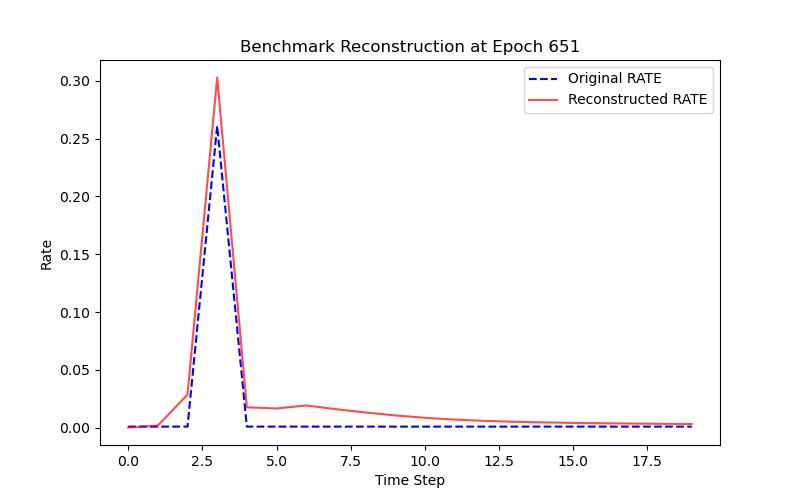 Benchmark Reconstruction at Epoch 651
Original RATE
Reconstructed RATE
0.30
0.25
0.20
0.15
0.10
0.05
0.00
Rate
0.0 2.5 5.0 7.5 10.0 12.5 15.0 17.5
Time Step